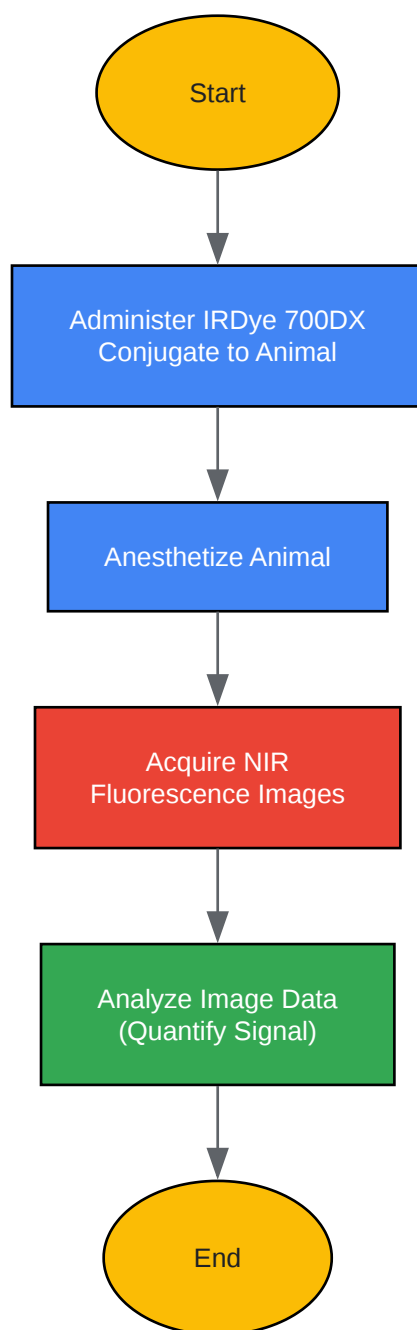 Start
Administer IRDye 700DX
Conjugate to Animal
Anesthetize Animal
Acquire NIR
Fluorescence Images
Analyze Image Data
(Quantify Signal)
End